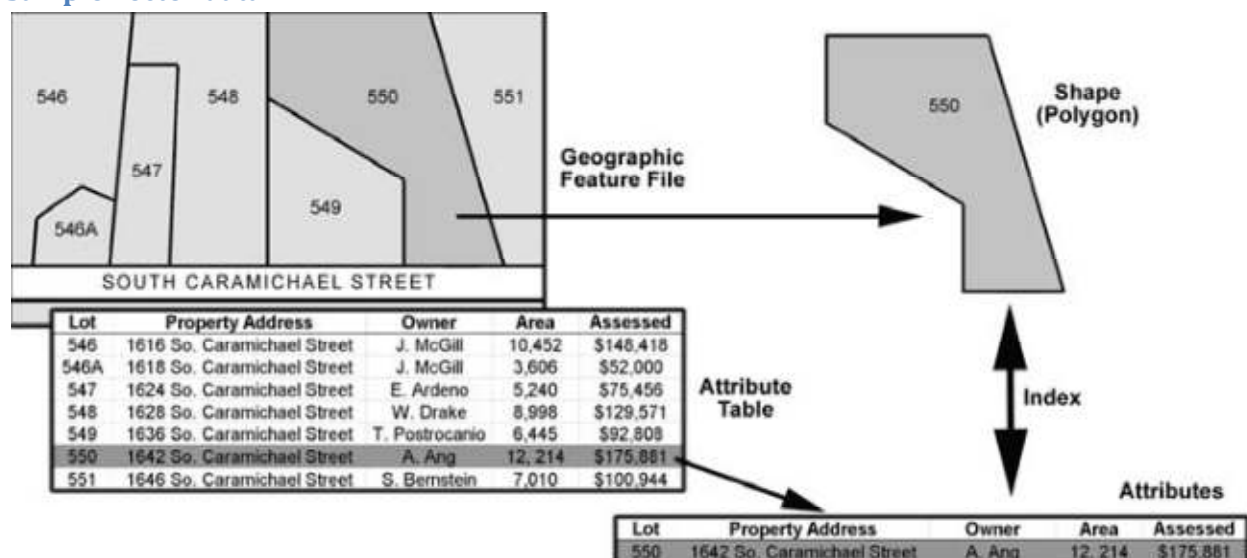 546
547
546A
548
549
550
551
SOUTH CARAMICHAEL STREET
Geographic
Feature File
550
Shape
(Polygon)
Lot Property Address Owner Area Assessed
546 1616 So. Caramichael Street J. McGill 10,452 $148,418
546A 1618 So. Caramichael Street J. McGill 3,606 $52,000
547 1624 So. Caramichael Street E. Ardeno 5,240 $75,456
548 1628 So. Caramichael Street W. Drake 8,998 $129,571
549 1636 So. Caramichael Street T. Postrocanio 6,445 $92,808
550 1642 So. Caramichael Street A. Ang 12, 214 $175,881
551 1646 So. Caramichael Street S. Bernstein 7,010 $100,944
Attribute
Table
Index
Attributes
Lot Property Address Owner Area Assessed
550 1642 So. Caramichael Street A. Ang 12, 214 $175,881